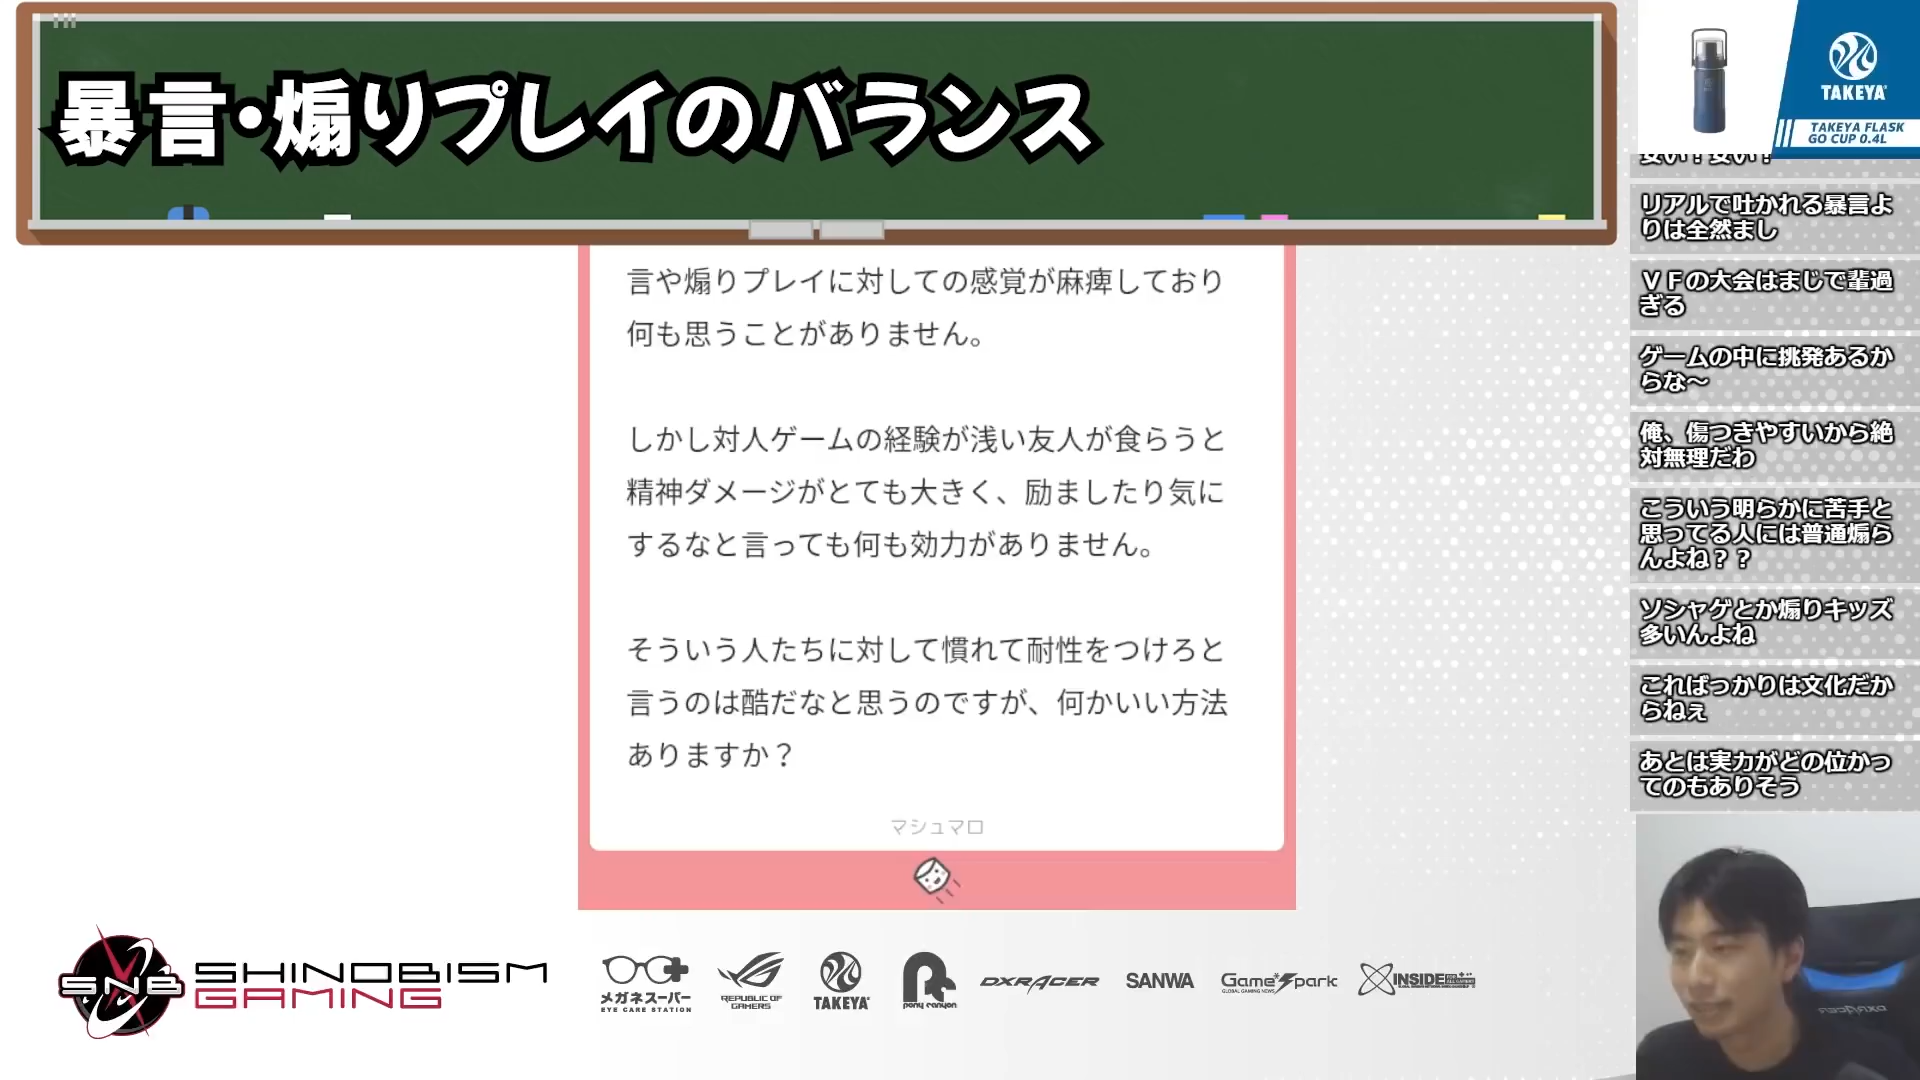 暴言・煽りプレイのバランス
言や煽りプレイに対しての感覚が麻痺しており
何も思うことがありません。
しかし対人ゲームの経験が浅い友人が食らうと
精神ダメージがとても大きく、励ましたり気に
するなと言っても何も効力がありません。
そういう人たちに対して慣れて耐性をつけろと
言うのは酷だなと思うのですが、何かいい方法
ありますか？
マシュマロ
TAKEYA
TAKEYA FLASK
GO CUP 0.4L
安い！安い！
リアルで吐かれる暴言よ
りは全然まし
ＶＦの大会はまじで輩過
ぎる
ゲームの中に挑発あるか
らな～
俺、傷つきやすいから絶
対無理だわ
こういう明らかに苦手と
思ってる人には普通煽ら
んよね？？
ソシャゲとか煽りキッズ
多いんよね
こればっかりは文化だか
らねぇ
あとは実力がどの位かっ
てのもありそう
SNB
SHINOBISM
GAMING
メガネスーパー
EYE CARE STATION
REPUBLIC OF
GAMERS
TAKEYA
pony canyon
DXRACER
SANWA
Game*Spark
GLOBAL GAMING NEWS
INSIDE
DXRACER